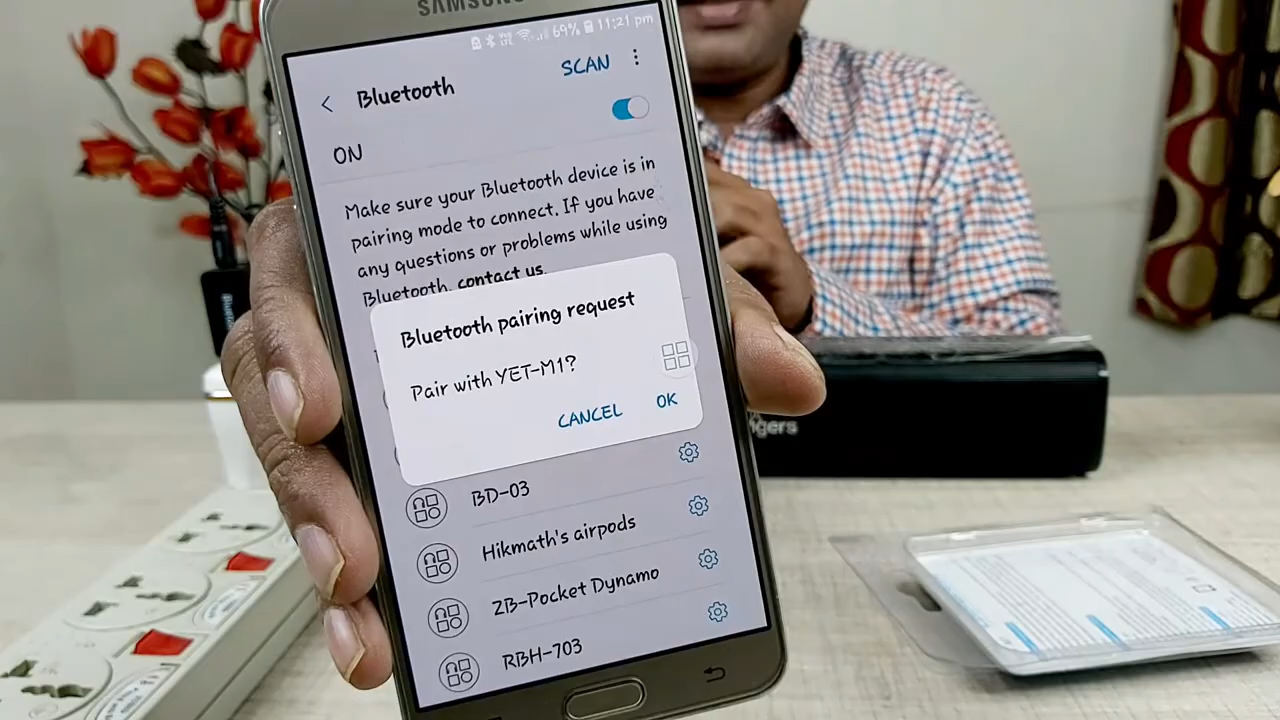 SAMSUNG
69% 11:21 pm
Bluetooth
SCAN
ON
Make sure your Bluetooth device is in
pairing mode to connect. If you have
any questions or problems while using
Bluetooth, contact us.
Bluetooth pairing request
Pair with YET-M1?
CANCEL OK
BD-03
Hikmath's airpods
ZB-Pocket Dynamo
RBH-703